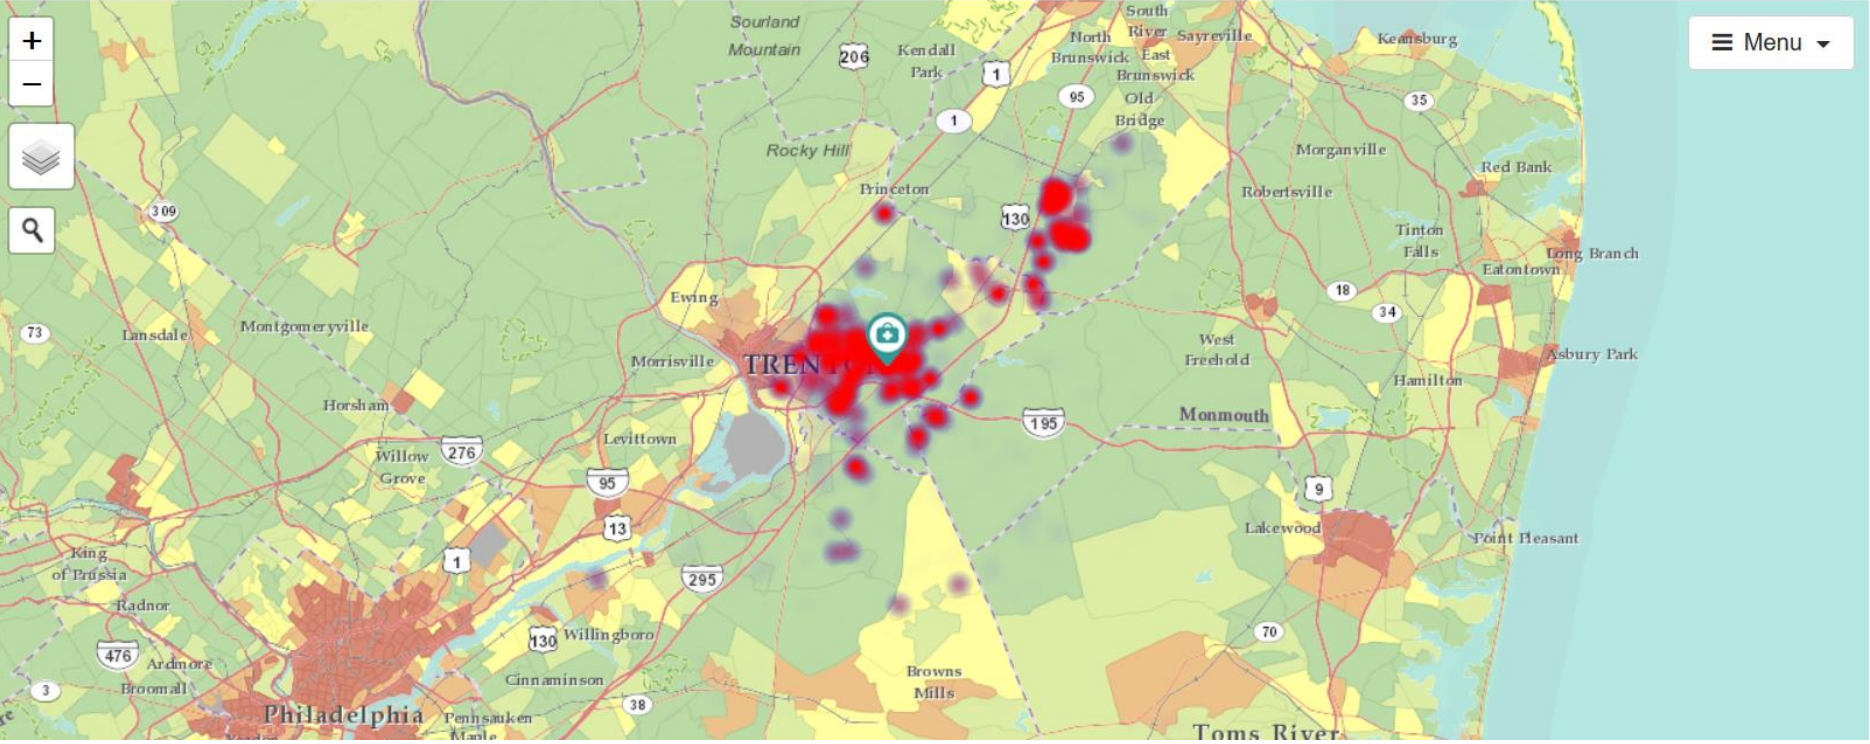 +
−
Menu
Sourland
Mountain
206
Kendall
Park
1
South
River
North
Brunswick
Sayreville
East
Brunswick
Keansburg
95
Old
Bridge
35
1
Rocky Hill
Morganville
Red Bank
Princeton
Robertsville
309
130
Tinton
Falls
Long Branch
Eatontown
18
34
Ewing
73
Lansdale
Montgomeryville
Morrisville
West
Freehold
Asbury Park
Hamilton
Horsham
Monmouth
195
Levittown
276
Willow
Grove
95
9
13
Lakewood
Point Pleasant
King
of Prussia
1
295
Radnor
130
Willingboro
70
476
Ardmore
Broomall
3
Cinnaminson
Browns
Mills
38
Philadelphia
Pennsauken
Maple
Toms River